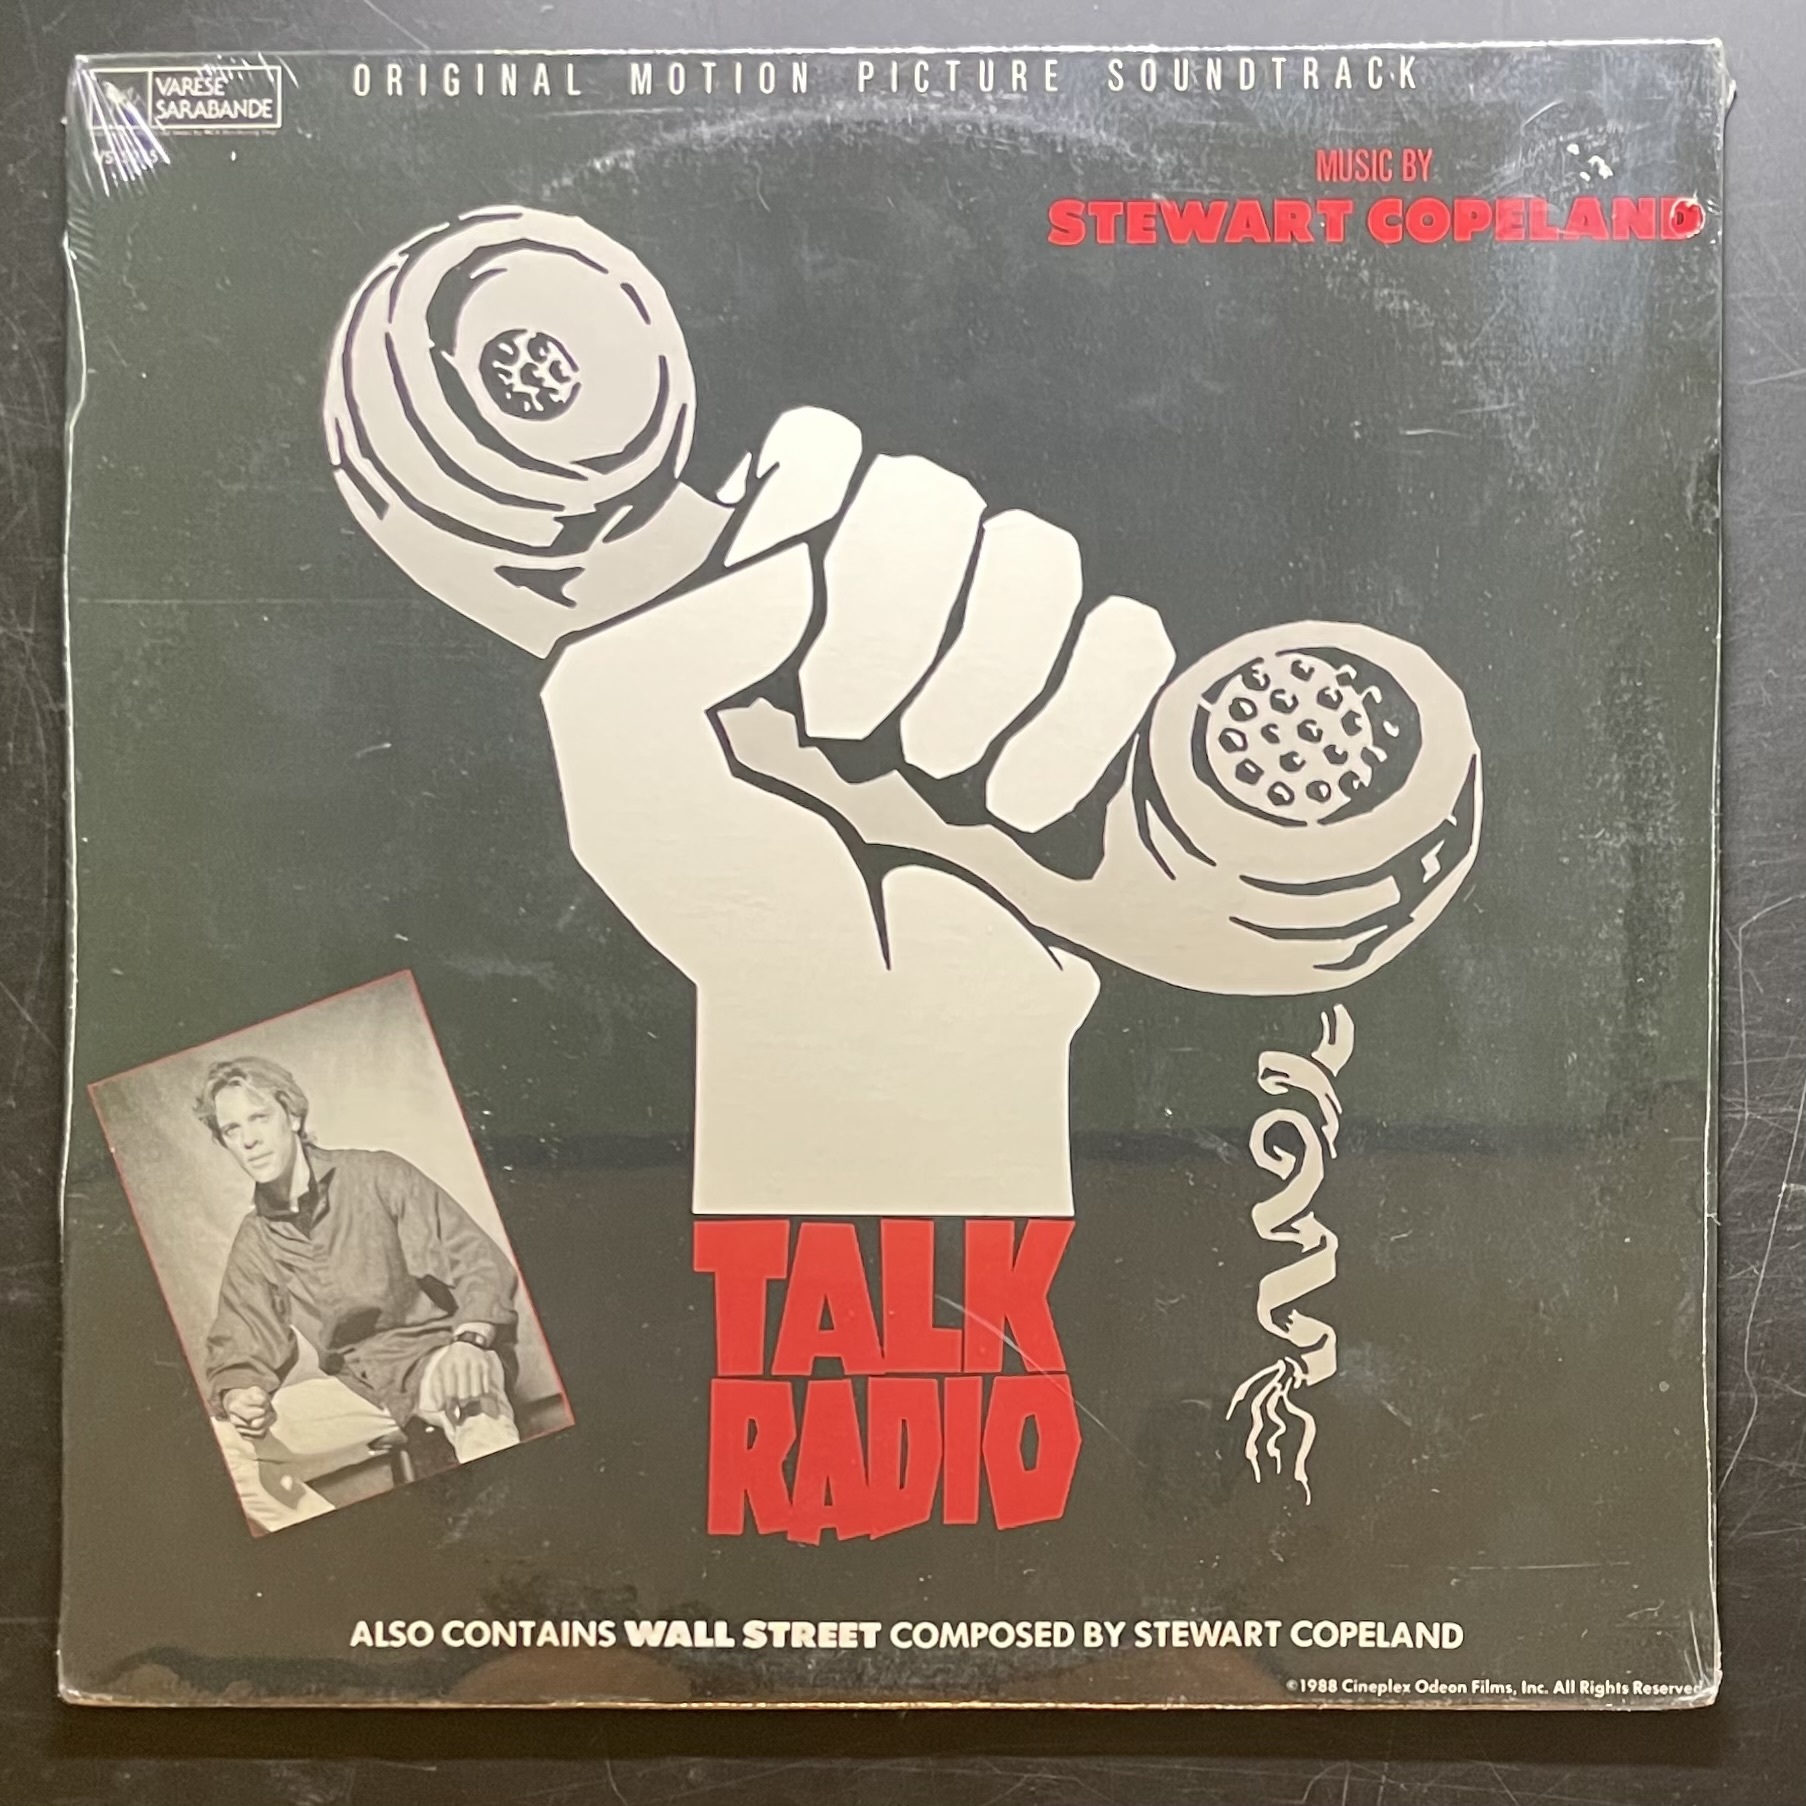 VARESE
SARABANDE
ORIGINAL MOTION PICTURE SOUNDTRACK
MUSIC BY
STEWART COPELAND
TALK
RADIO
ALSO CONTAINS WALL STREET COMPOSED BY STEWART COPELAND
©1988 Cineplex Odeon Films, Inc. All Rights Reserved